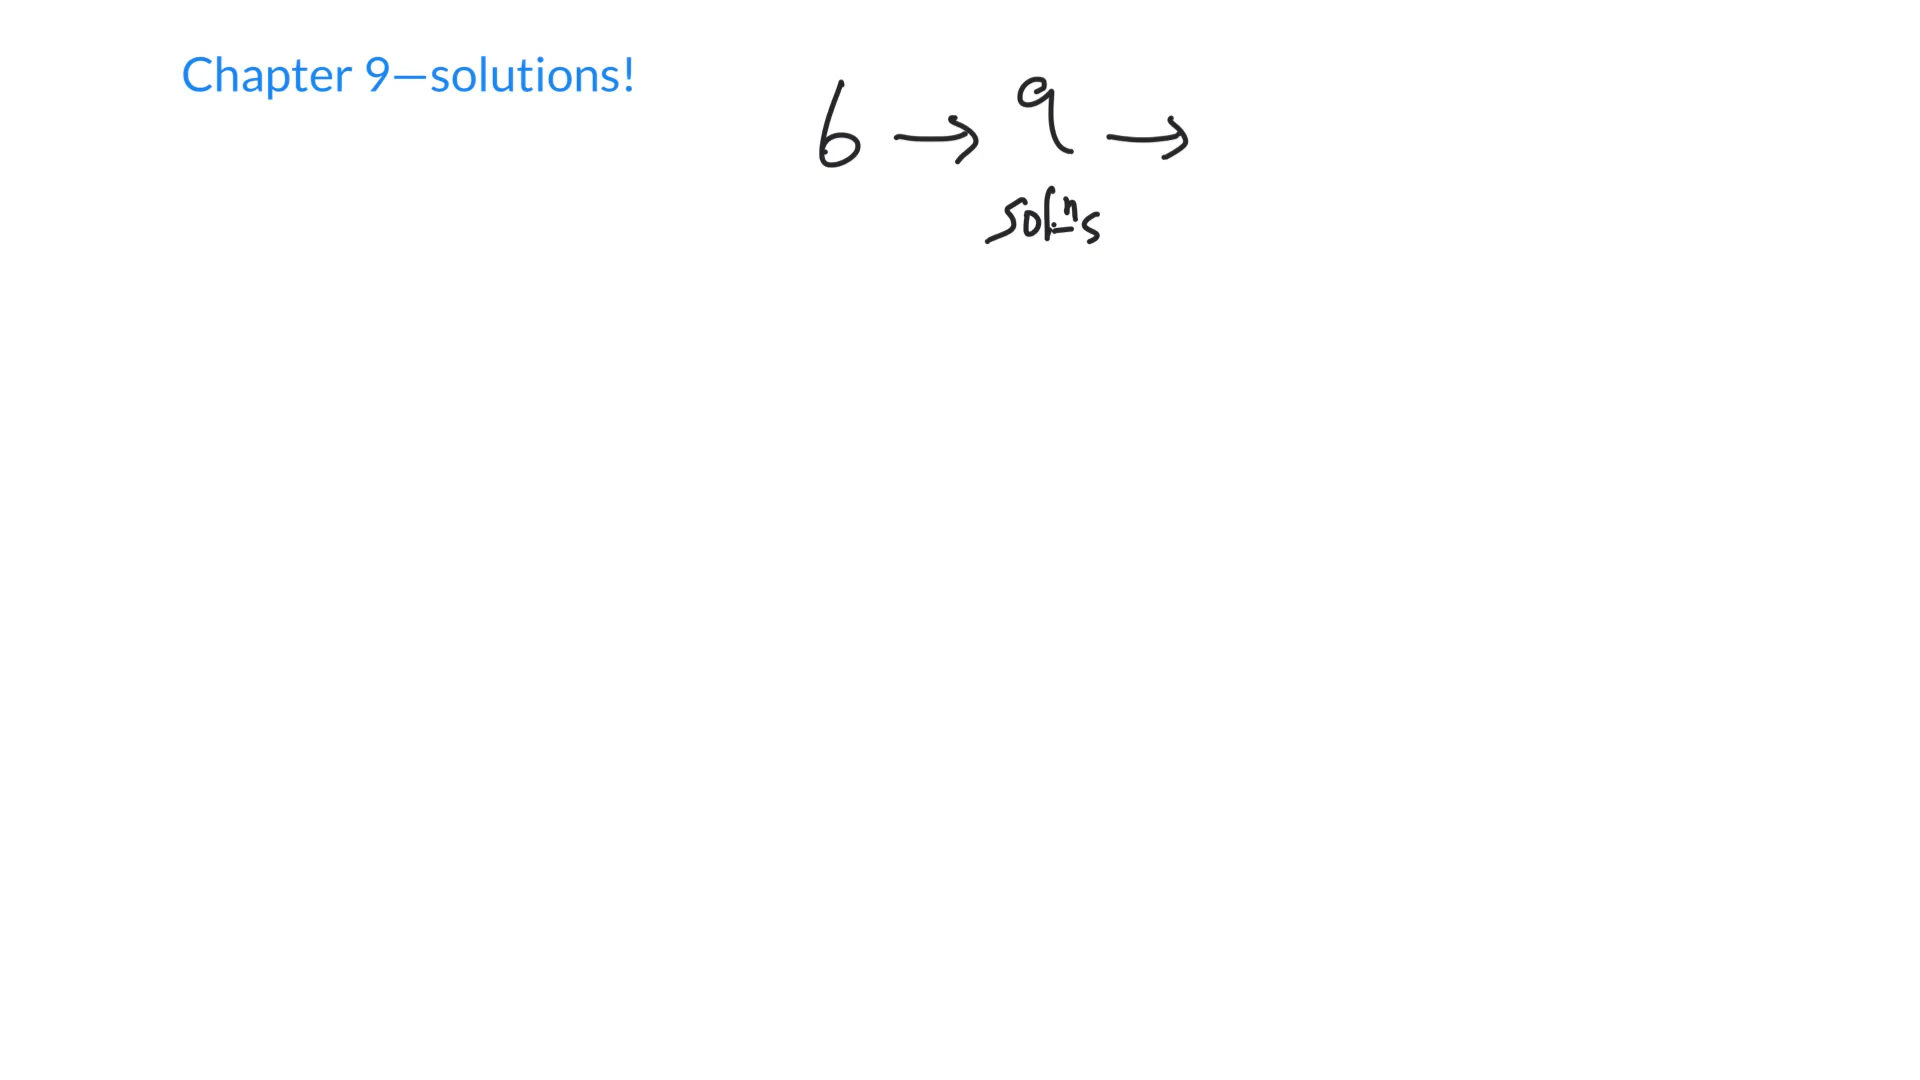 Chapter 9—solutions!
6 → 9 →
solⁿs